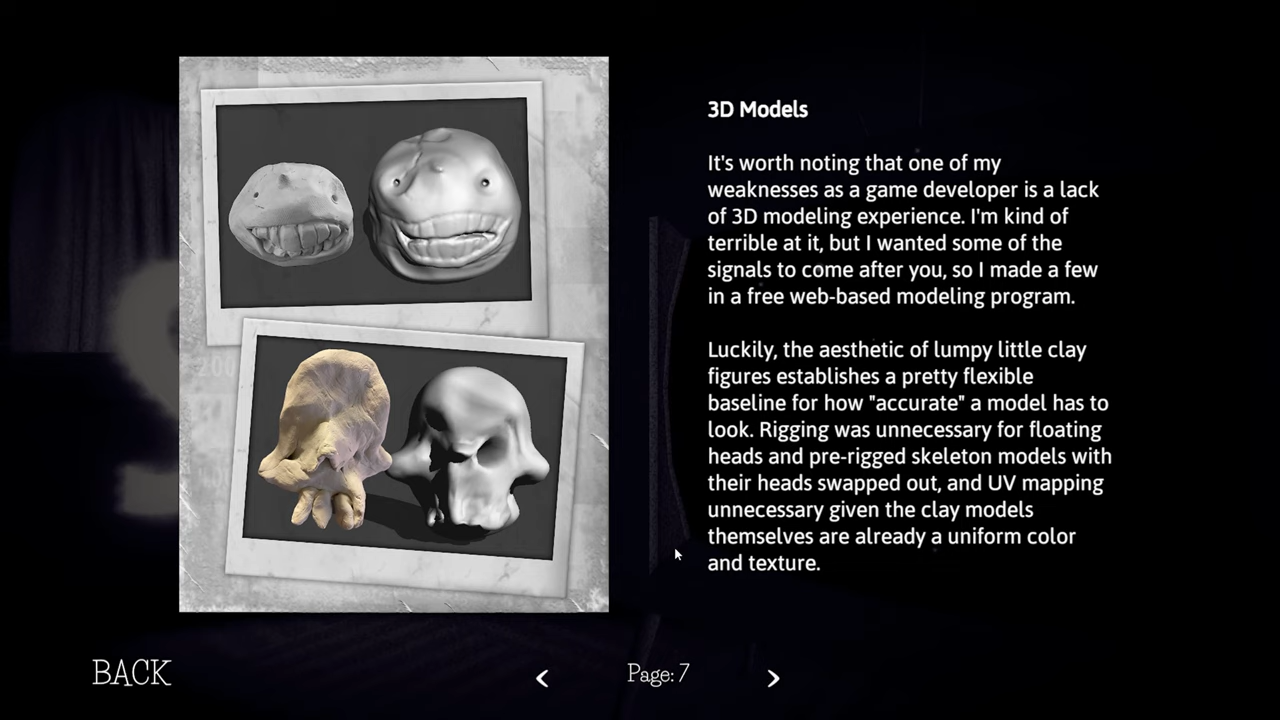 3D Models
It's worth noting that one of my
weaknesses as a game developer is a lack
of 3D modeling experience. I'm kind of
terrible at it, but I wanted some of the
signals to come after you, so I made a few
in a free web-based modeling program.
Luckily, the aesthetic of lumpy little clay
figures establishes a pretty flexible
baseline for how "accurate" a model has to
look. Rigging was unnecessary for floating
heads and pre-rigged skeleton models with
their heads swapped out, and UV mapping
unnecessary given the clay models
themselves are already a uniform color
and texture.
BACK
< Page: 7 >